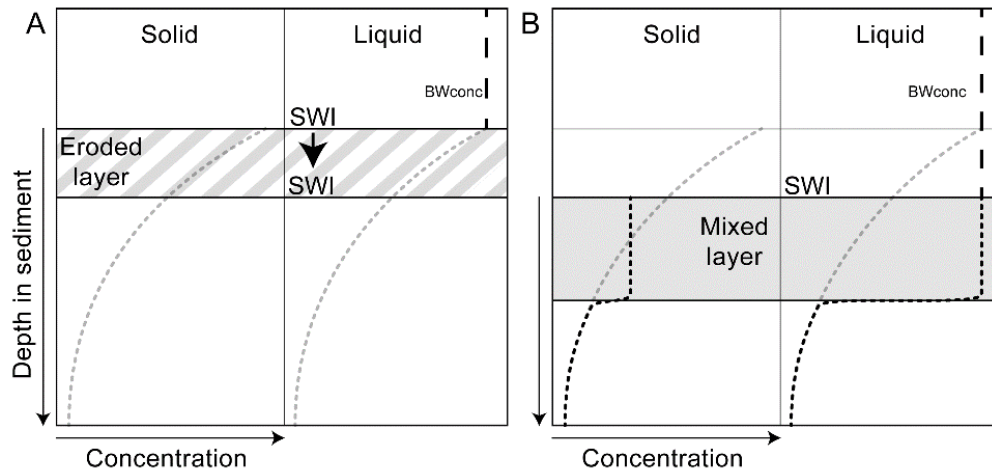 A
Solid
Liquid
BWconc
SWI
Eroded
layer
SWI
Depth in sediment
Concentration
B
Solid
Liquid
BWconc
SWI
Mixed
layer
Concentration